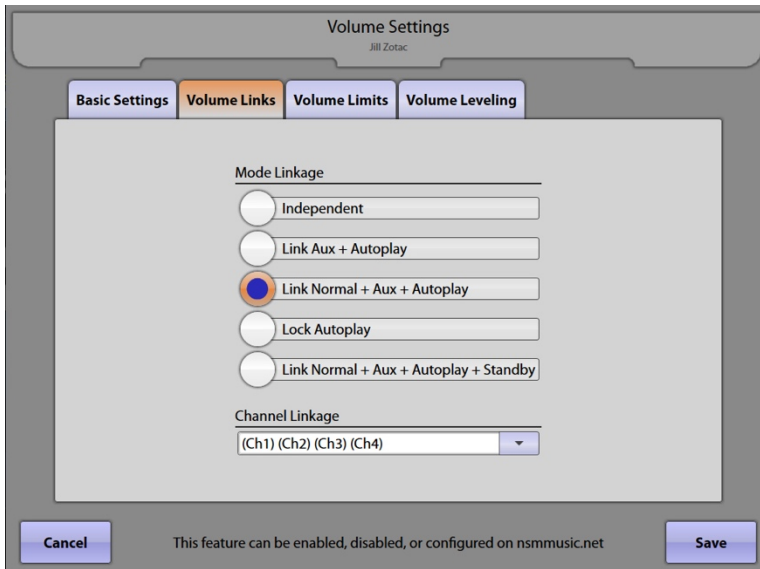 Volume Settings
Jill Zotac
Basic Settings Volume Links Volume Limits Volume Leveling
Mode Linkage
Independent
Link Aux + Autoplay
Link Normal + Aux + Autoplay
Lock Autoplay
Link Normal + Aux + Autoplay + Standby
Channel Linkage
(Ch1) (Ch2) (Ch3) (Ch4)
Cancel This feature can be enabled, disabled, or configured on nsmmusic.net Save